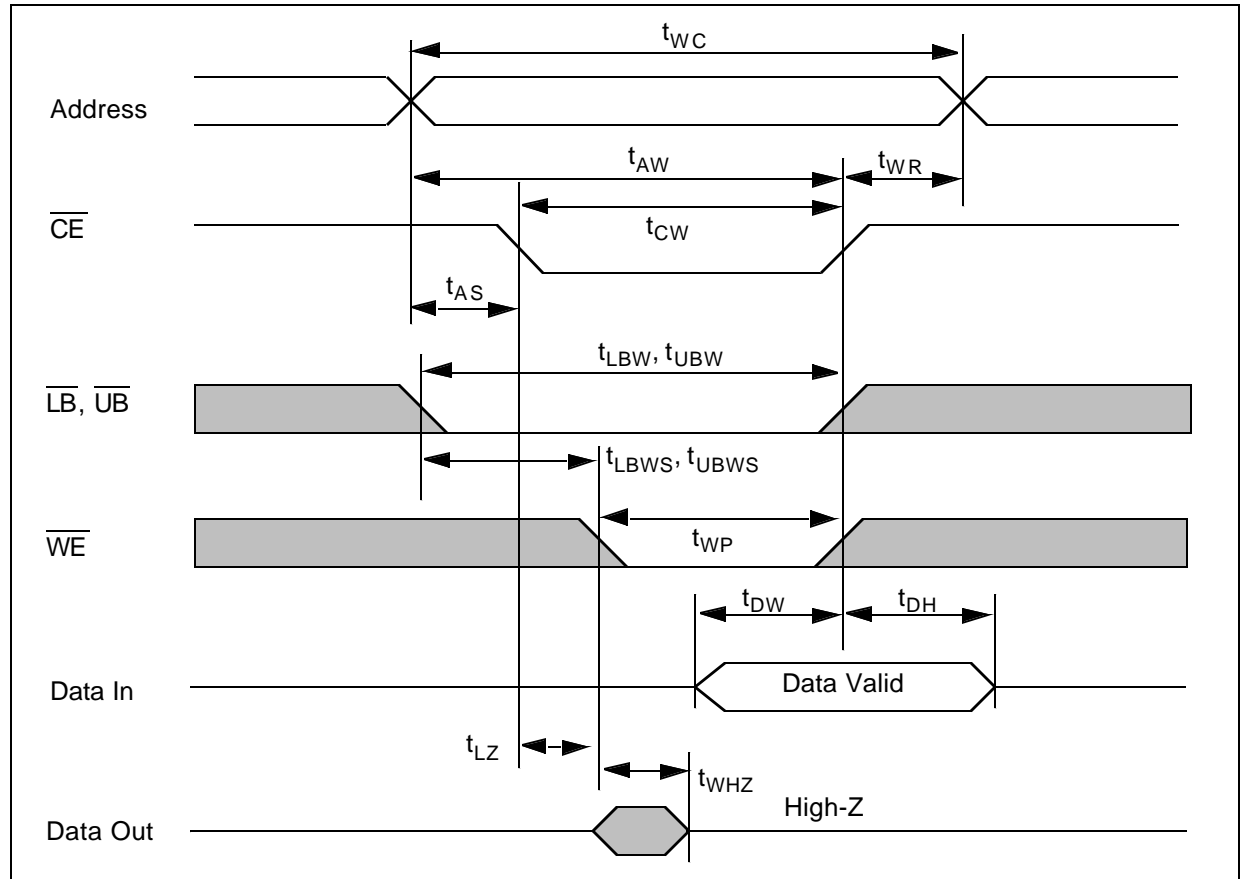 tWC
Address
tAW
tWR
CE
tCW
tAS
tLBW, tUBW
LB, UB
tLBWS, tUBWS
WE
tWP
tDW
tDH
Data In
Data Valid
tLZ
tWHZ
High-Z
Data Out